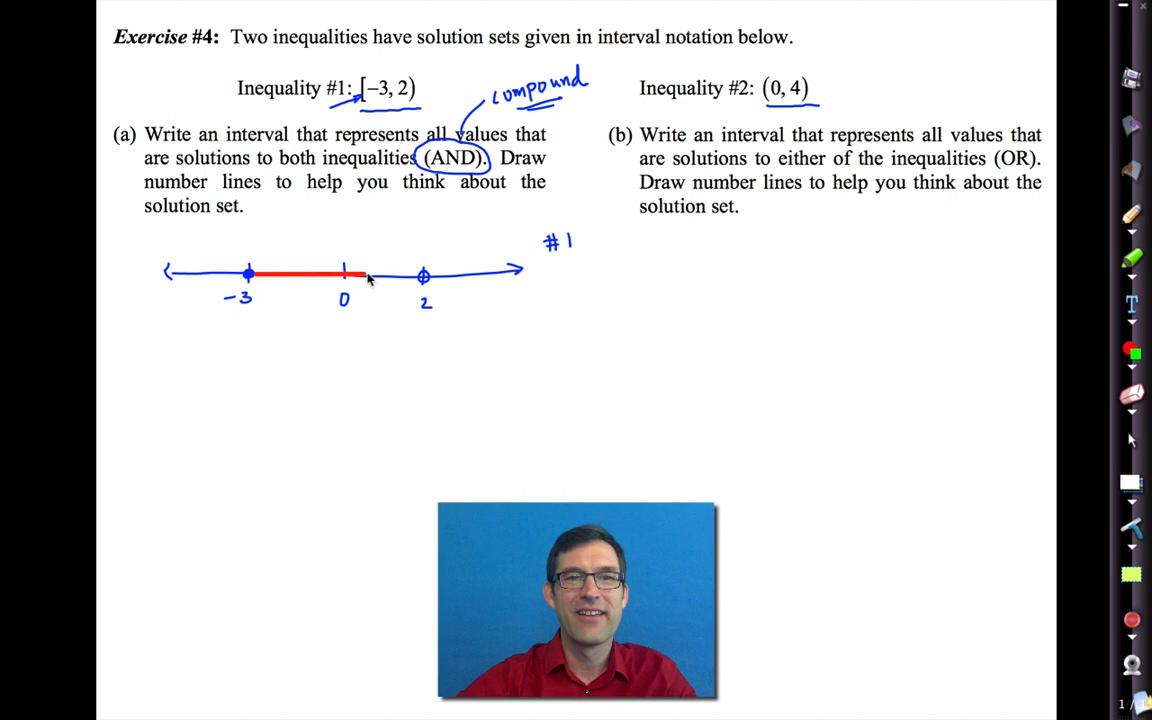 Exercise #4: Two inequalities have solution sets given in interval notation below.
Inequality #1: [−3, 2)
compound
Inequality #2: (0, 4)
(a) Write an interval that represents all values that
are solutions to both inequalities (AND). Draw
number lines to help you think about the
solution set.
(b) Write an interval that represents all values that
are solutions to either of the inequalities (OR).
Draw number lines to help you think about the
solution set.
#1
−3 0 2
T
1 /